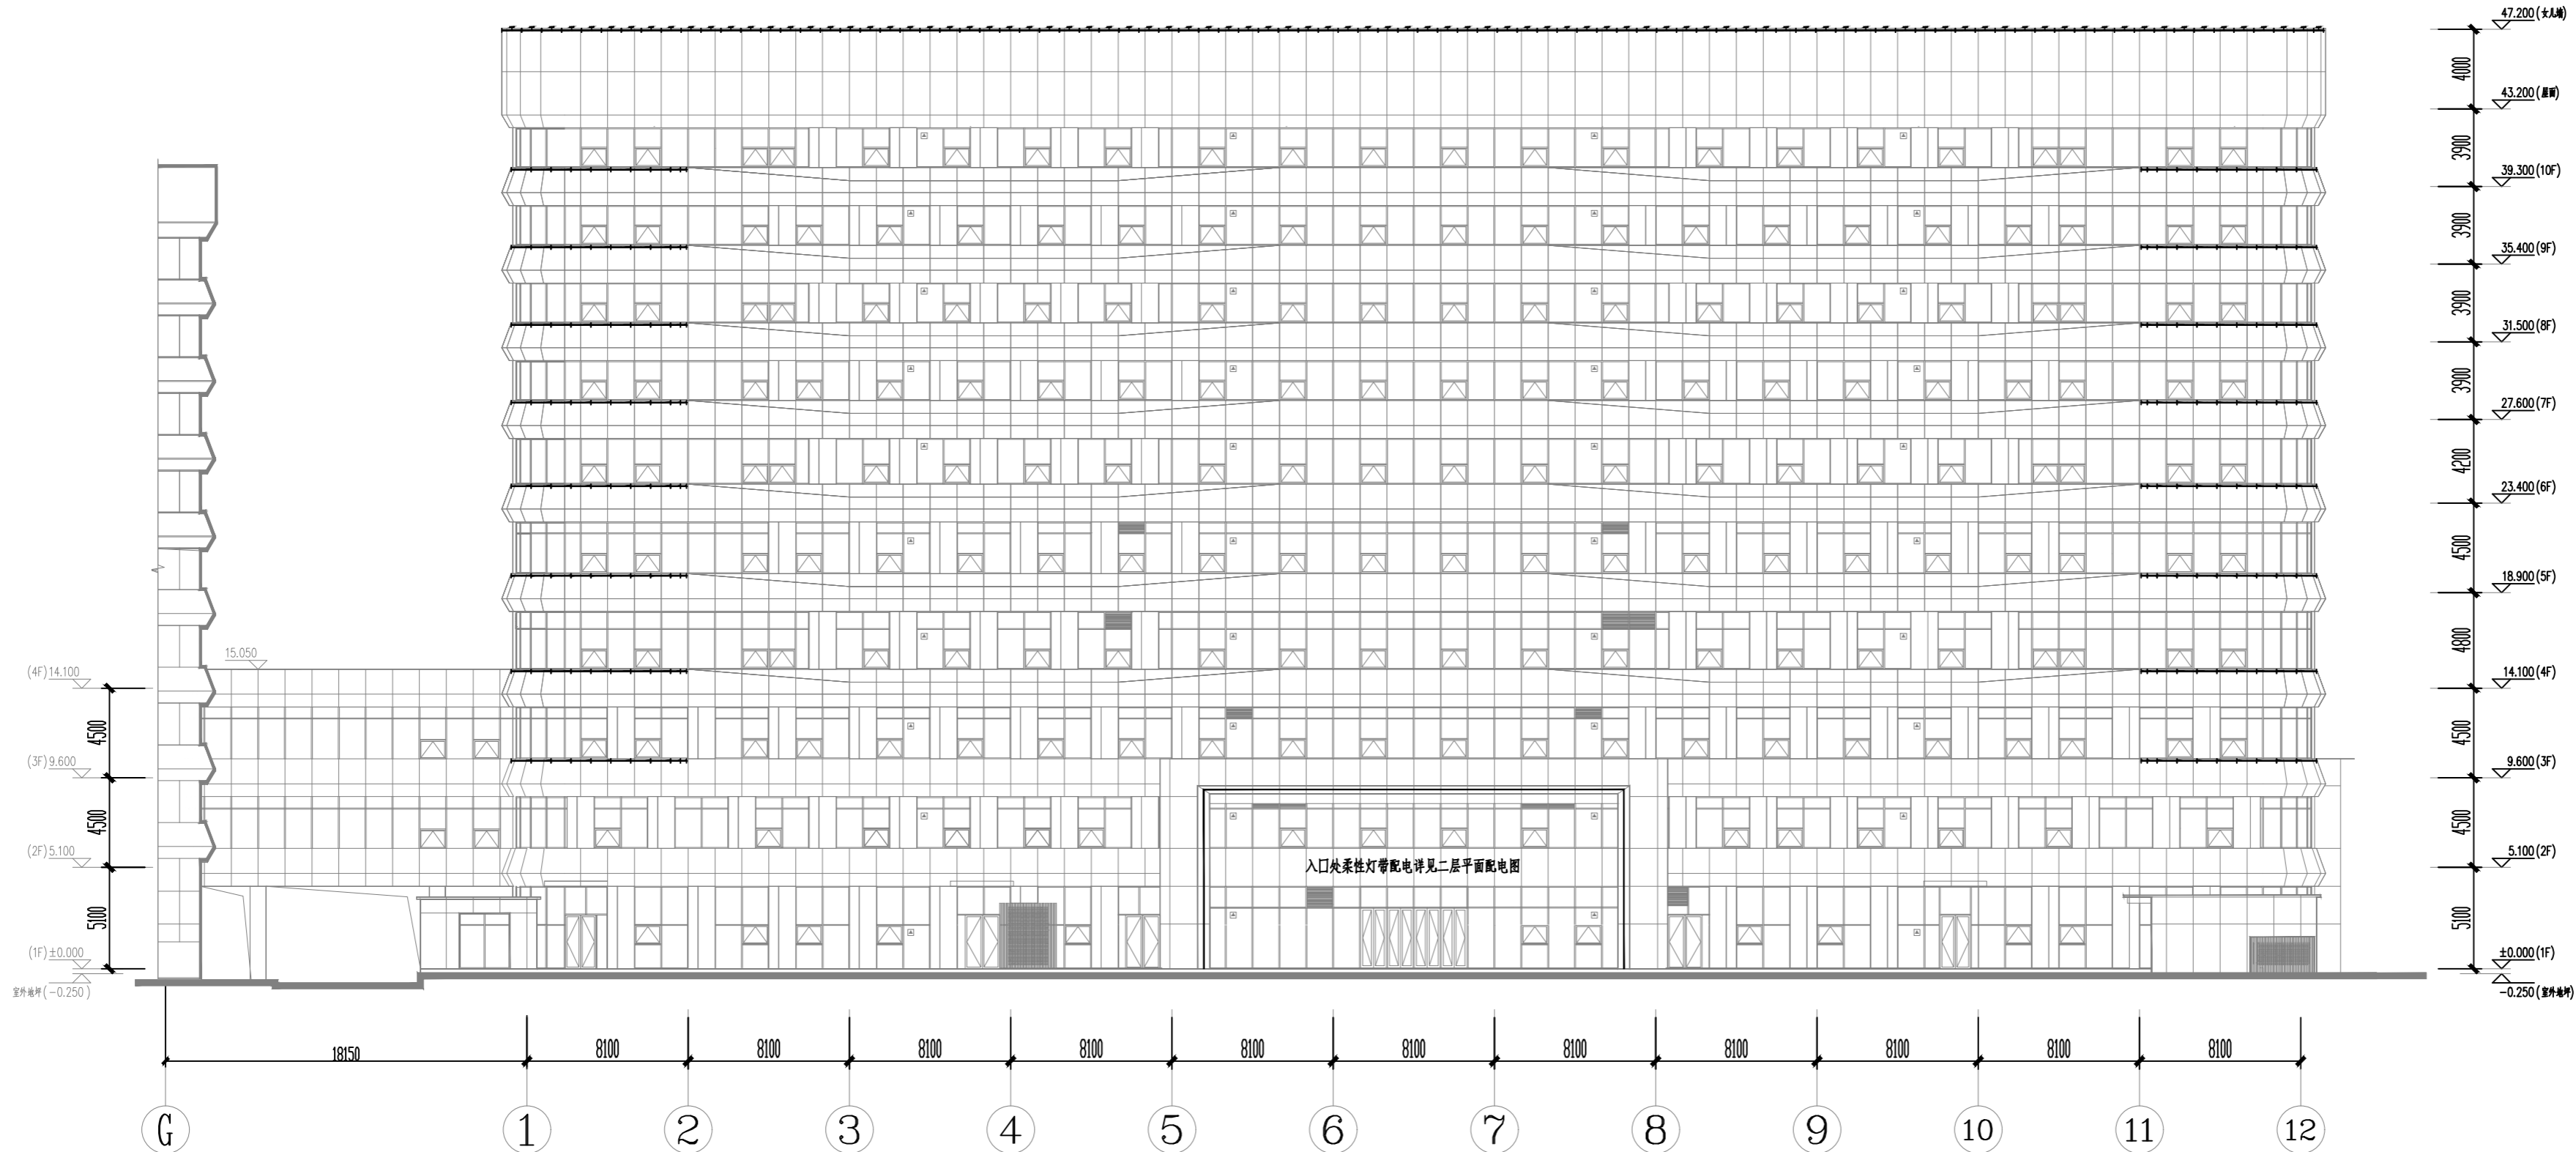 47.200(女儿墙)
4000
43.200(屋面)
3900
39.300(10F)
3900
35.400(9F)
3900
31.500(8F)
3900
27.600(7F)
4200
23.400(6F)
4500
18.900(5F)
4800
14.100(4F)
4500
9.600(3F)
4500
5.100(2F)
5100
±0.000(1F)
-0.250(室外地坪)
15.050
(4F)14.100
4500
(3F)9.600
4500
(2F)5.100
5100
(1F)±0.000
室外地坪(-0.250)
入口处柔性灯带配电详见二层平面配电图
18150 8100 8100 8100 8100 8100 8100 8100 8100 8100 8100 8100
G 1 2 3 4 5 6 7 8 9 10 11 12